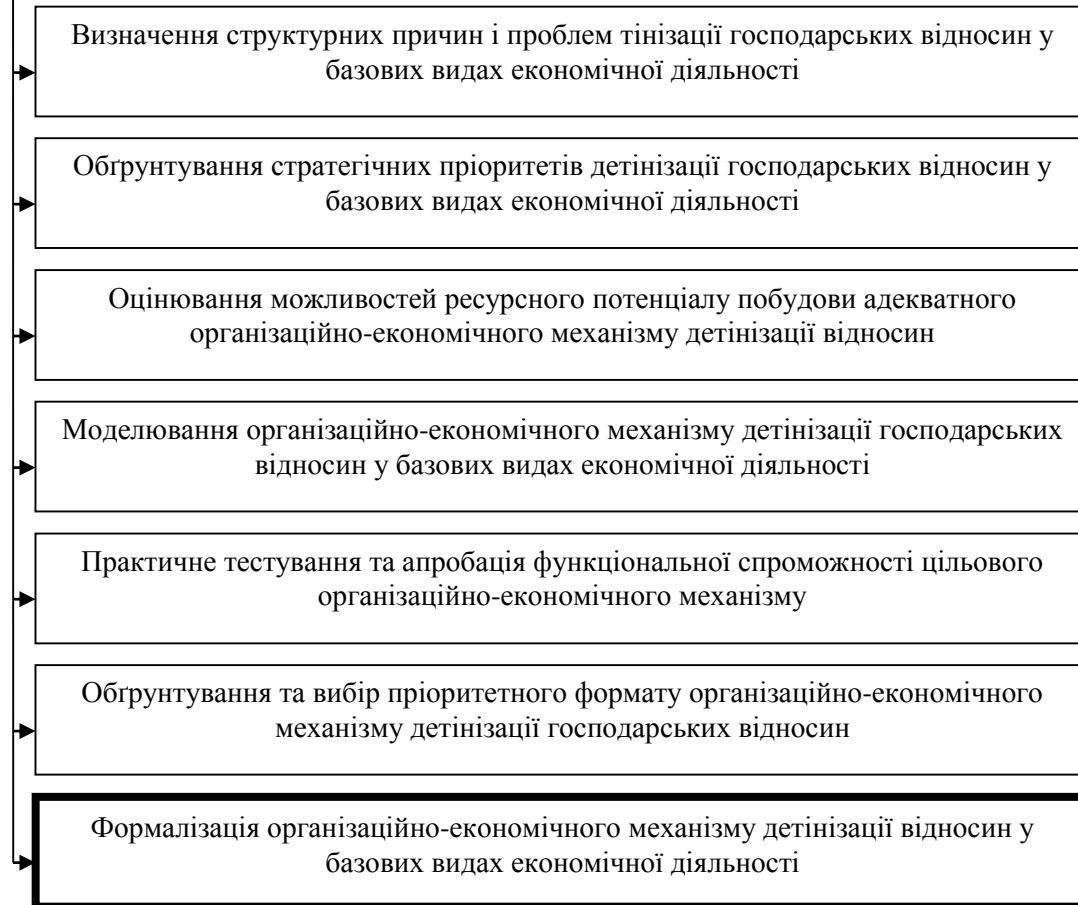 Визначення структурних причин і проблем тінізації господарських відносин у
базових видах економічної діяльності
Обґрунтування стратегічних пріоритетів детінізації господарських відносин у
базових видах економічної діяльності
Оцінювання можливостей ресурсного потенціалу побудови адекватного
організаційно-економічного механізму детінізації відносин
Моделювання організаційно-економічного механізму детінізації господарських
відносин у базових видах економічної діяльності
Практичне тестування та апробація функціональної спроможності цільового
організаційно-економічного механізму
Обґрунтування та вибір пріоритетного формату організаційно-економічного
механізму детінізації господарських відносин
Формалізація організаційно-економічного механізму детінізації відносин у
базових видах економічної діяльності